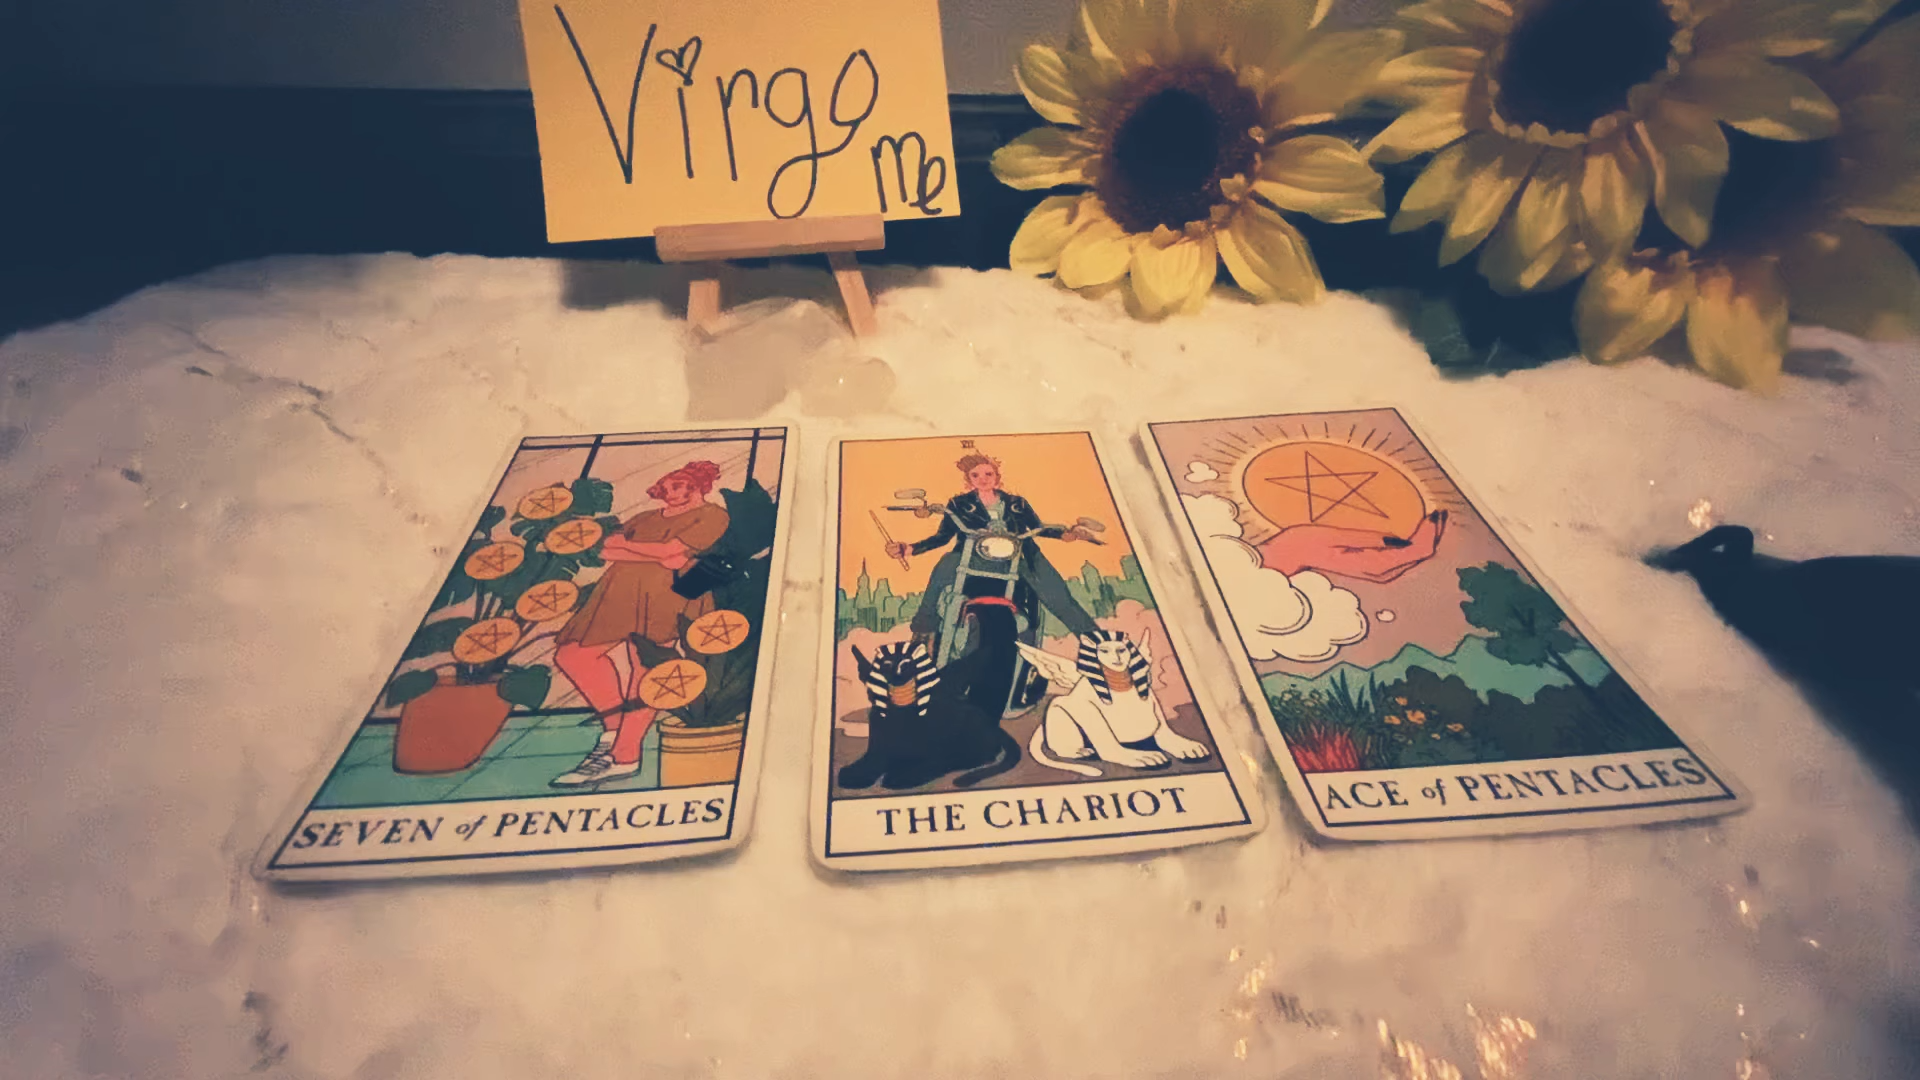 Virgo
♍
VII
SEVEN of PENTACLES
THE CHARIOT
ACE of PENTACLES